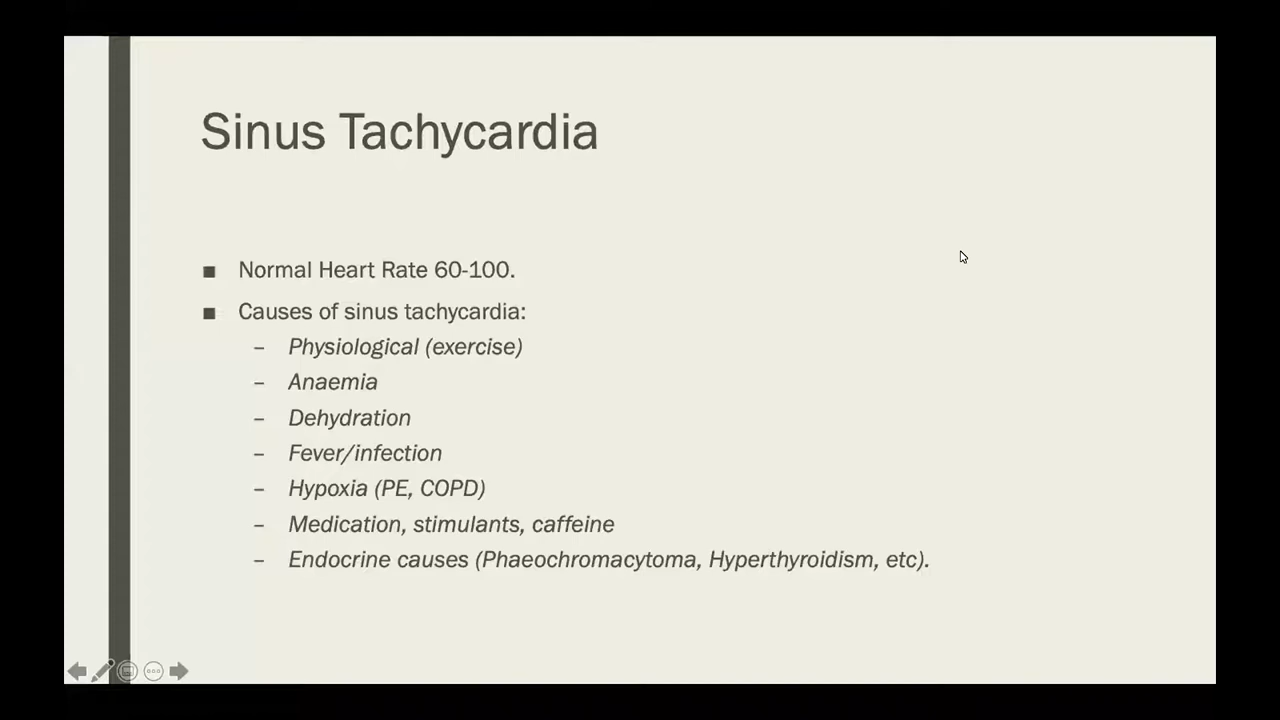 Sinus Tachycardia
■ Normal Heart Rate 60-100.
■ Causes of sinus tachycardia:
– Physiological (exercise)
– Anaemia
– Dehydration
– Fever/infection
– Hypoxia (PE, COPD)
– Medication, stimulants, caffeine
– Endocrine causes (Phaeochromacytoma, Hyperthyroidism, etc).